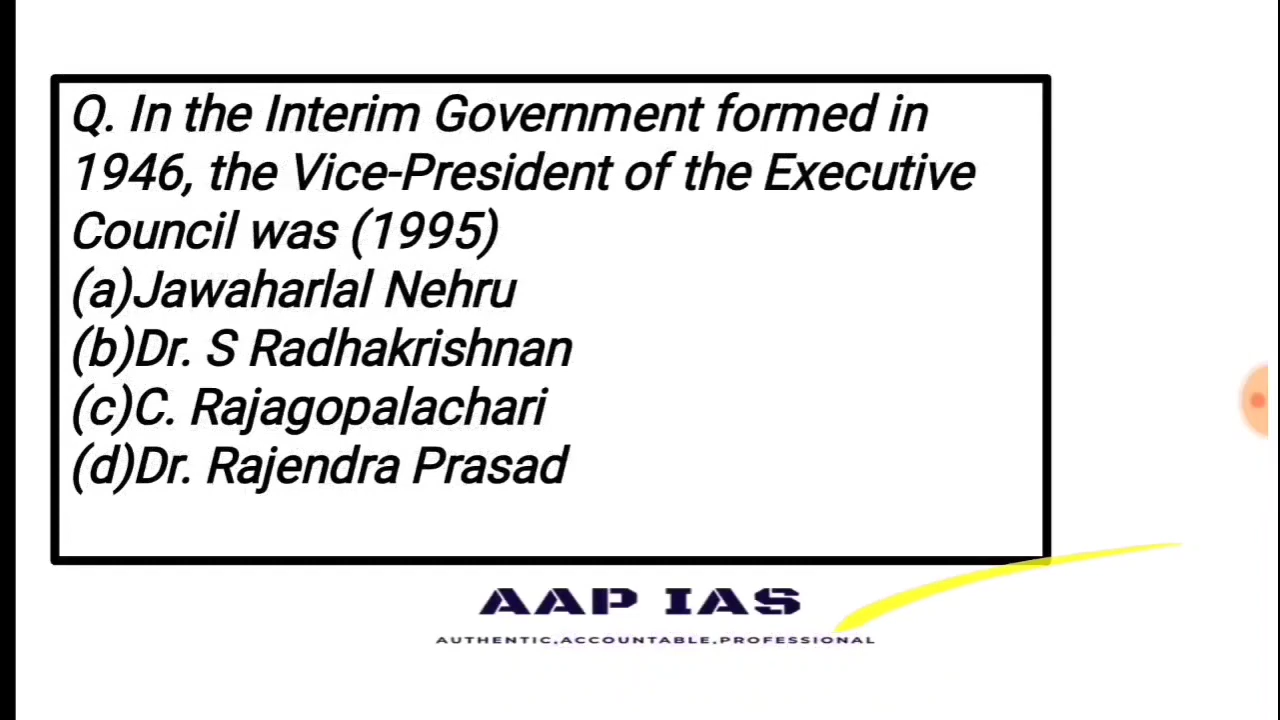 Q. In the Interim Government formed in
1946, the Vice-President of the Executive
Council was (1995)
(a)Jawaharlal Nehru
(b)Dr. S Radhakrishnan
(c)C. Rajagopalachari
(d)Dr. Rajendra Prasad
AAP IAS
AUTHENTIC,ACCOUNTABLE,PROFESSIONAL